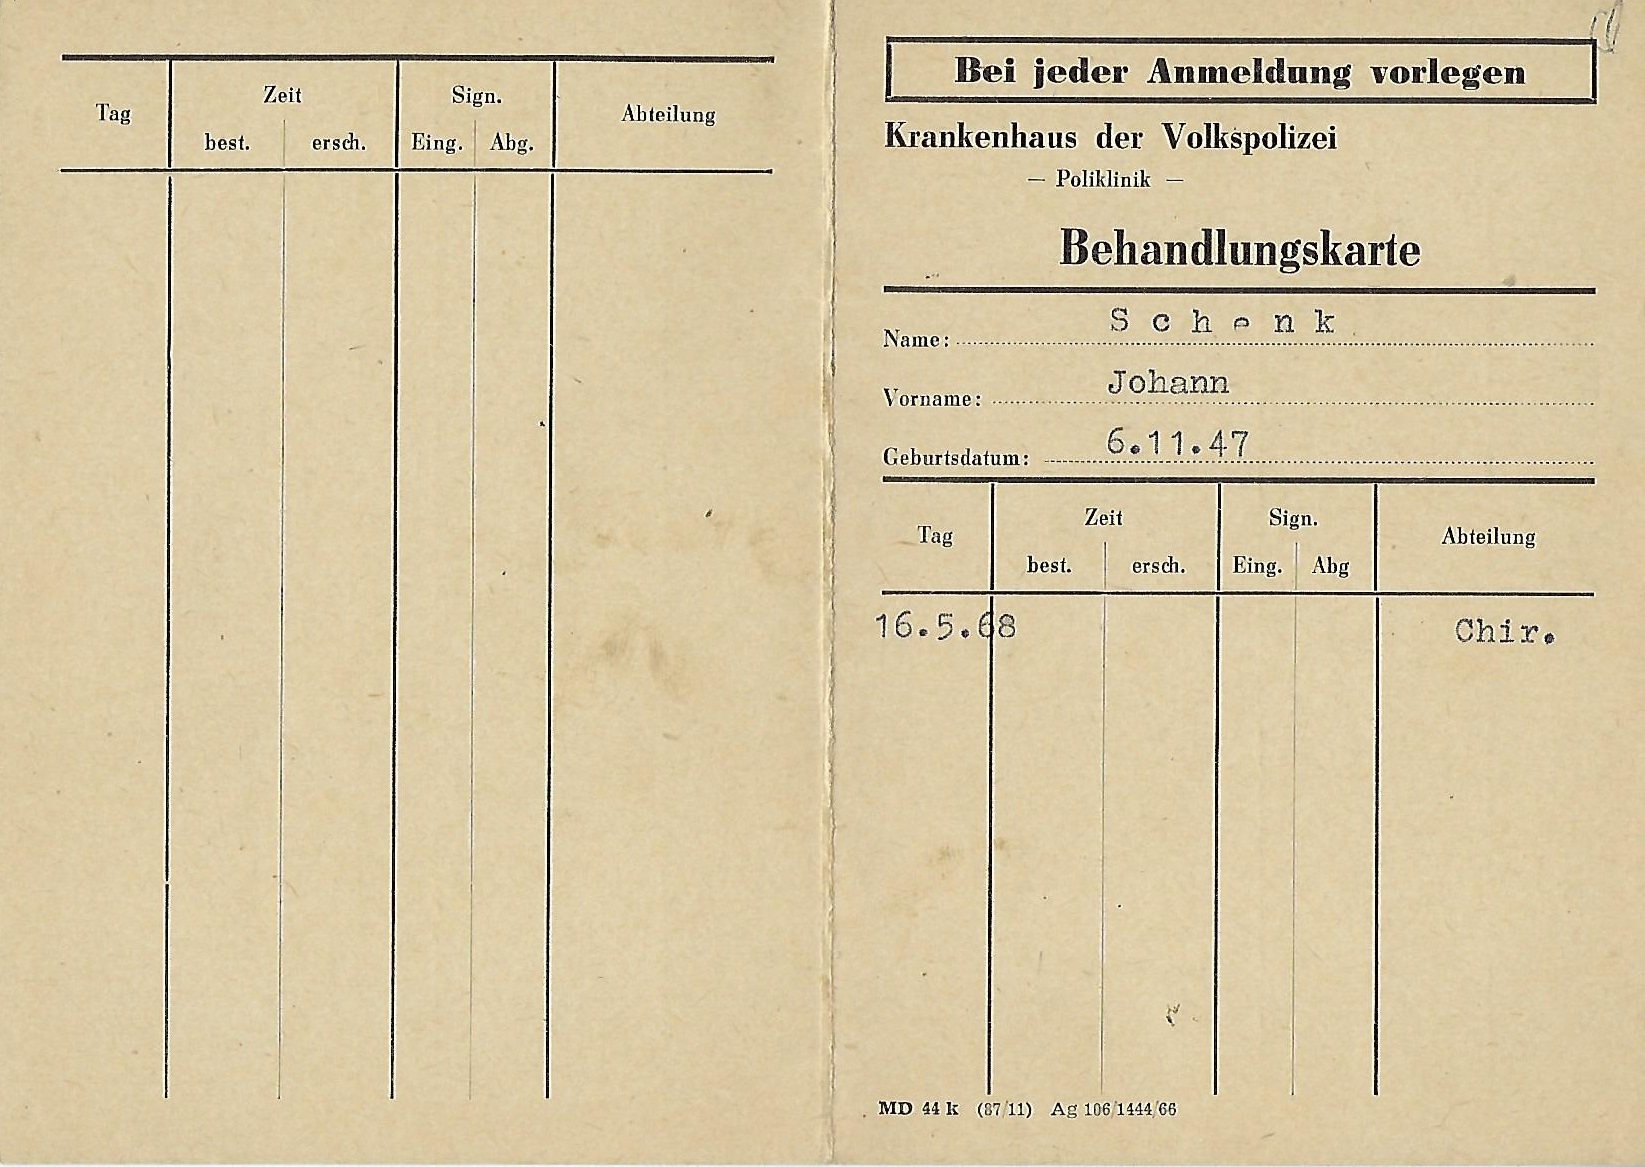 Tag Zeit Sign. Abteilung
best. ersch. Eing. Abg.
Bei jeder Anmeldung vorlegen
Krankenhaus der Volkspolizei
— Poliklinik —
Behandlungskarte
Name: Schenk
Vorname: Johann
Geburtsdatum: 6.11.47
Tag Zeit Sign. Abteilung
best. ersch. Eing. Abg
16.5.68 Chir.
MD 44 k (87/11) Ag 106/1444/66